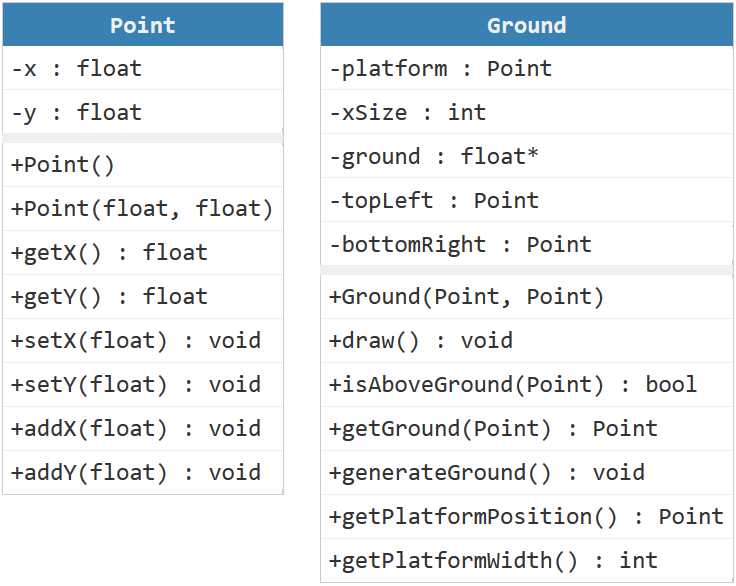 Point
-x : float
-y : float
+Point()
+Point(float, float)
+getX() : float
+getY() : float
+setX(float) : void
+setY(float) : void
+addX(float) : void
+addY(float) : void
Ground
-platform : Point
-xSize : int
-ground : float*
-topLeft : Point
-bottomRight : Point
+Ground(Point, Point)
+draw() : void
+isAboveGround(Point) : bool
+getGround(Point) : Point
+generateGround() : void
+getPlatformPosition() : Point
+getPlatformWidth() : int